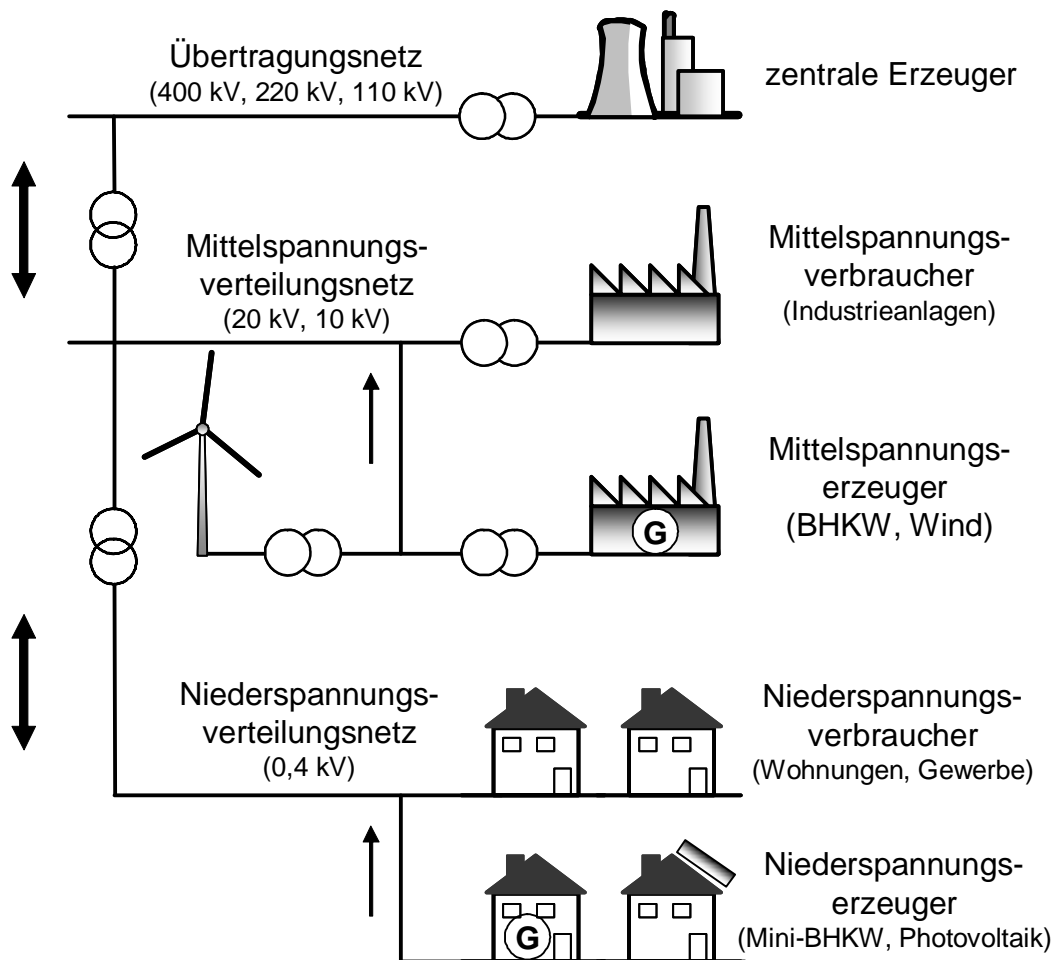 Übertragungsnetz
(400 kV, 220 kV, 110 kV)
zentrale Erzeuger
Mittelspannungs-
verteilungsnetz
(20 kV, 10 kV)
Mittelspannungs-
verbraucher
(Industrieanlagen)
Mittelspannungs-
erzeuger
(BHKW, Wind)
G
Niederspannungs-
verteilungsnetz
(0,4 kV)
Niederspannungs-
verbraucher
(Wohnungen, Gewerbe)
Niederspannungs-
erzeuger
(Mini-BHKW, Photovoltaik)
G